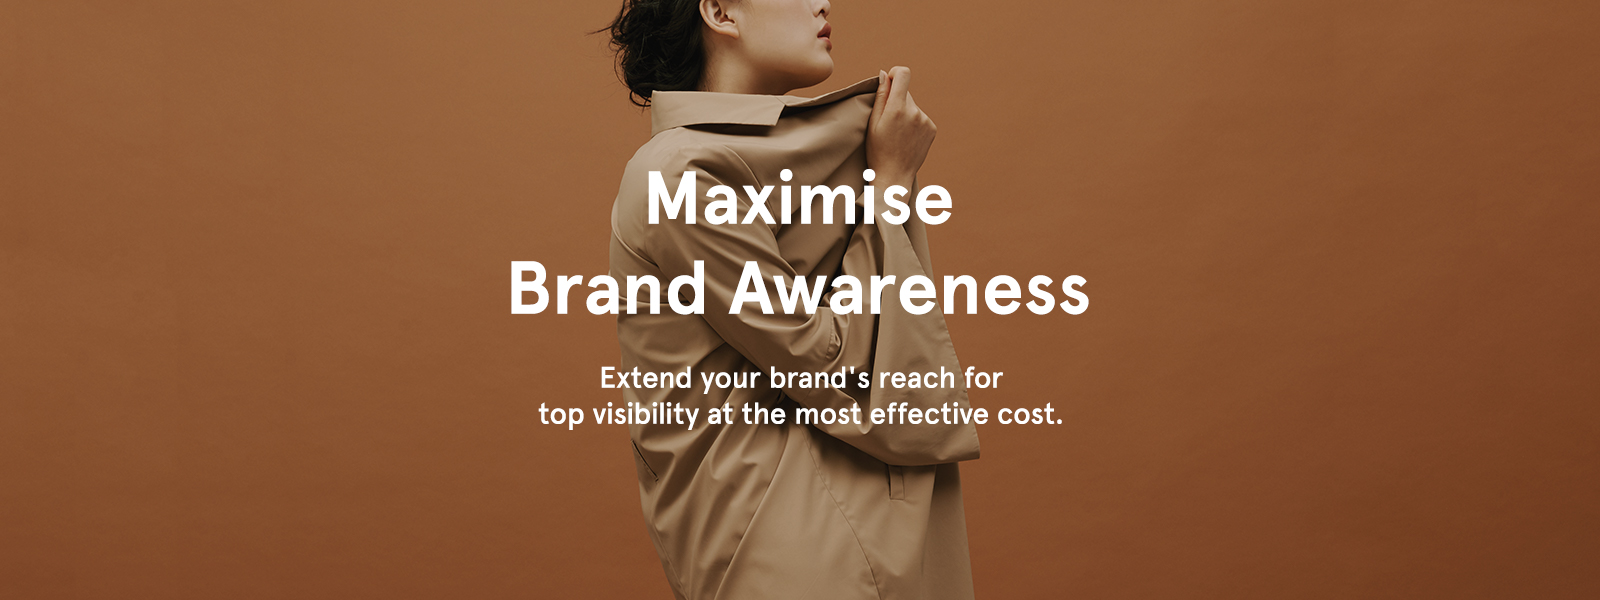 Maximise
Brand Awareness
Extend your brand's reach for
top visibility at the most effective cost.